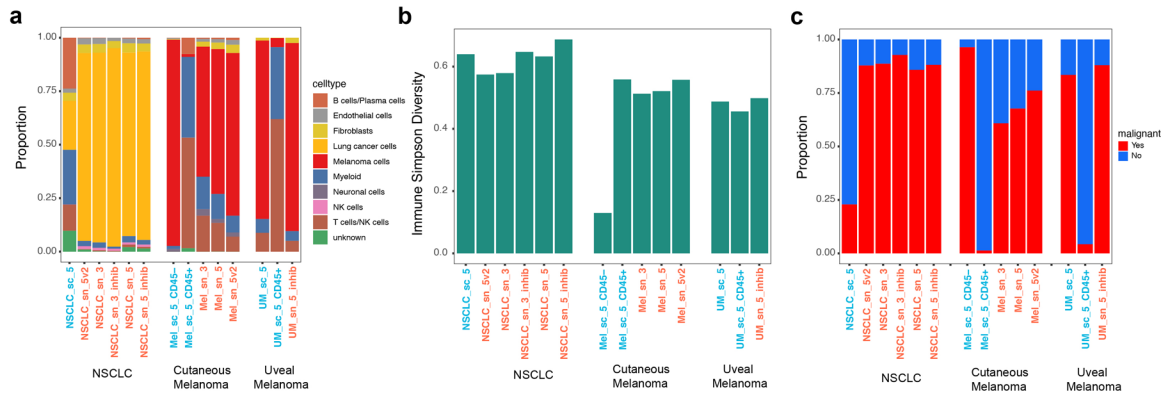 a
Proportion
1.00
0.75
0.50
0.25
0.00
celltype
B cells/Plasma cells
Endothelial cells
Fibroblasts
Lung cancer cells
Melanoma cells
Myeloid
Neuronal cells
NK cells
T cells/NK cells
unknown
NSCLC_sc_5
NSCLC_sn_5v2
NSCLC_sn_3
NSCLC_sn_3_inhib
NSCLC_sn_5
NSCLC_sn_5_inhib
Mel_sc_5_CD45–
Mel_sc_5_CD45+
Mel_sn_3
Mel_sn_5
Mel_sn_5v2
UM_sc_5
UM_sc_5_CD45+
UM_sn_5_inhib
NSCLC
Cutaneous
Melanoma
Uveal
Melanoma
b
Immune Simpson Diversity
0.6
0.4
0.2
0.0
NSCLC_sc_5
NSCLC_sn_5v2
NSCLC_sn_3
NSCLC_sn_3_inhib
NSCLC_sn_5
NSCLC_sn_5_inhib
Mel_sc_5_CD45–
Mel_sc_5_CD45+
Mel_sn_3
Mel_sn_5
Mel_sn_5v2
UM_sc_5
UM_sc_5_CD45+
UM_sn_5_inhib
NSCLC
Cutaneous
Melanoma
Uveal
Melanoma
c
Proportion
1.00
0.75
0.50
0.25
0.00
malignant
Yes
No
NSCLC_sc_5
NSCLC_sn_5v2
NSCLC_sn_3
NSCLC_sn_3_inhib
NSCLC_sn_5
NSCLC_sn_5_inhib
Mel_sc_5_CD45–
Mel_sc_5_CD45+
Mel_sn_3
Mel_sn_5
Mel_sn_5v2
UM_sc_5
UM_sc_5_CD45+
UM_sn_5_inhib
NSCLC
Cutaneous
Melanoma
Uveal
Melanoma